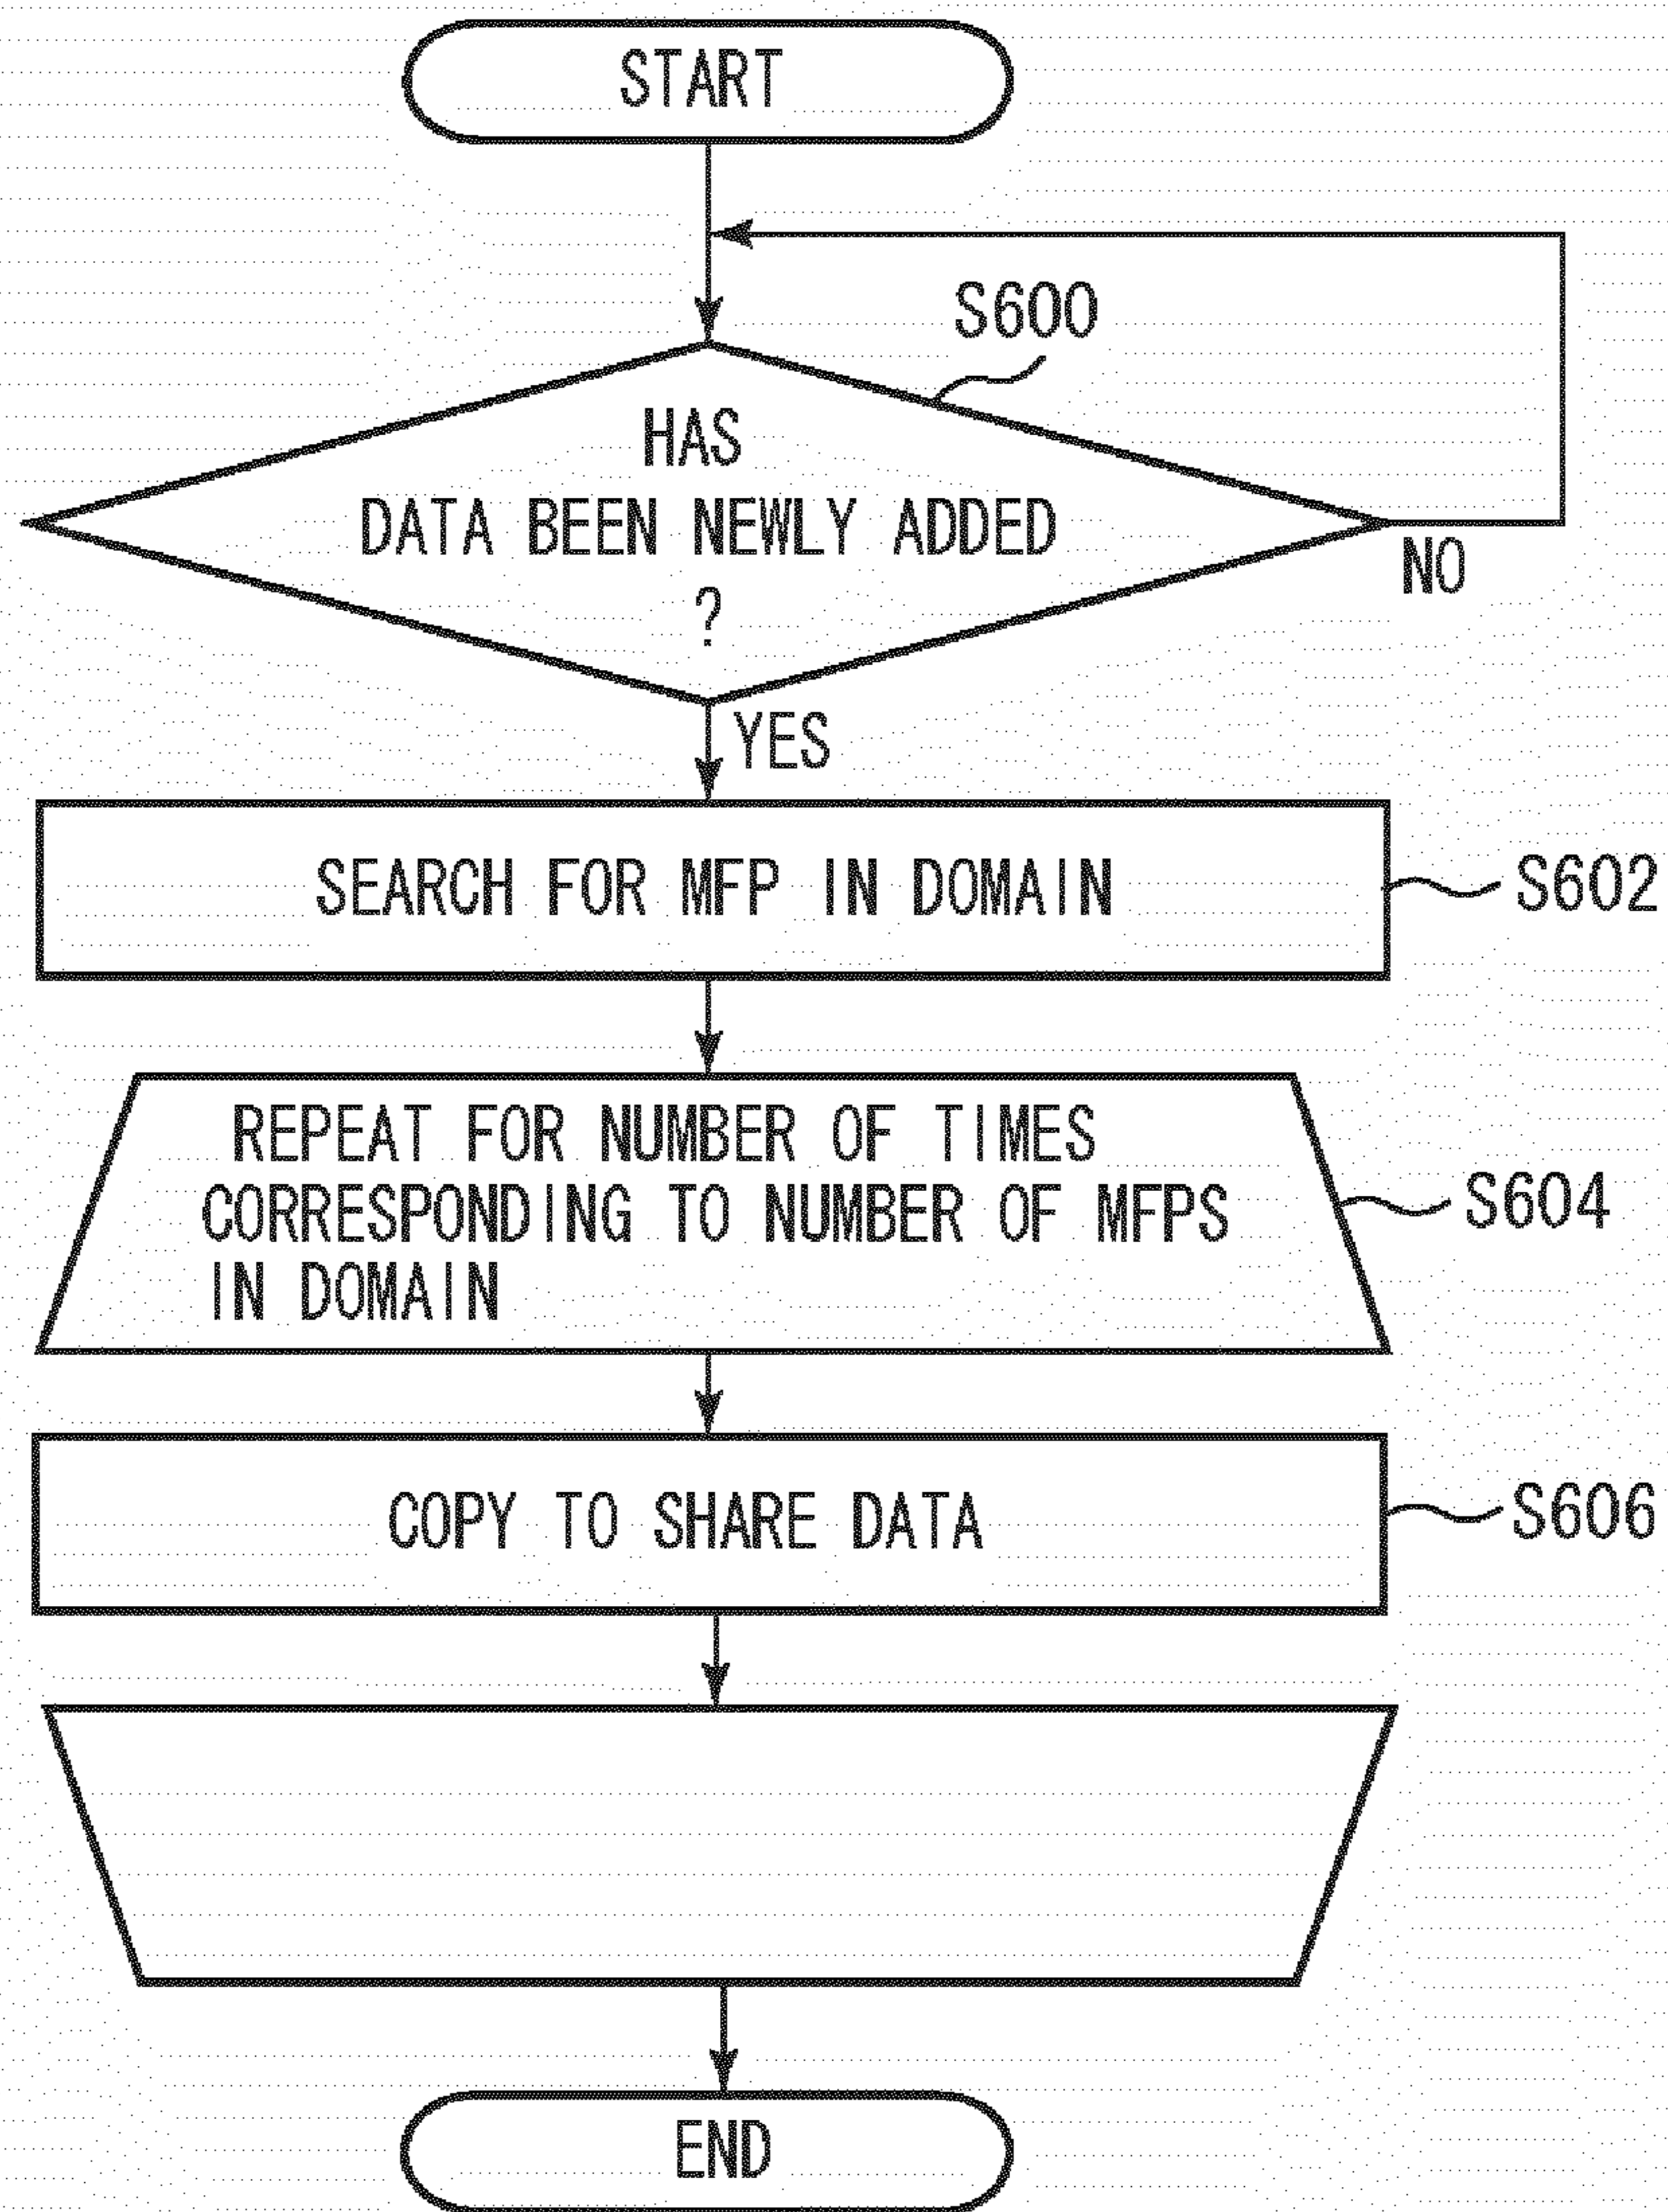 START
S600
HAS
DATA BEEN NEWLY ADDED
?
NO
YES
SEARCH FOR MFP IN DOMAIN
S602
REPEAT FOR NUMBER OF TIMES
CORRESPONDING TO NUMBER OF MFPS
IN DOMAIN
S604
COPY TO SHARE DATA
S606
END